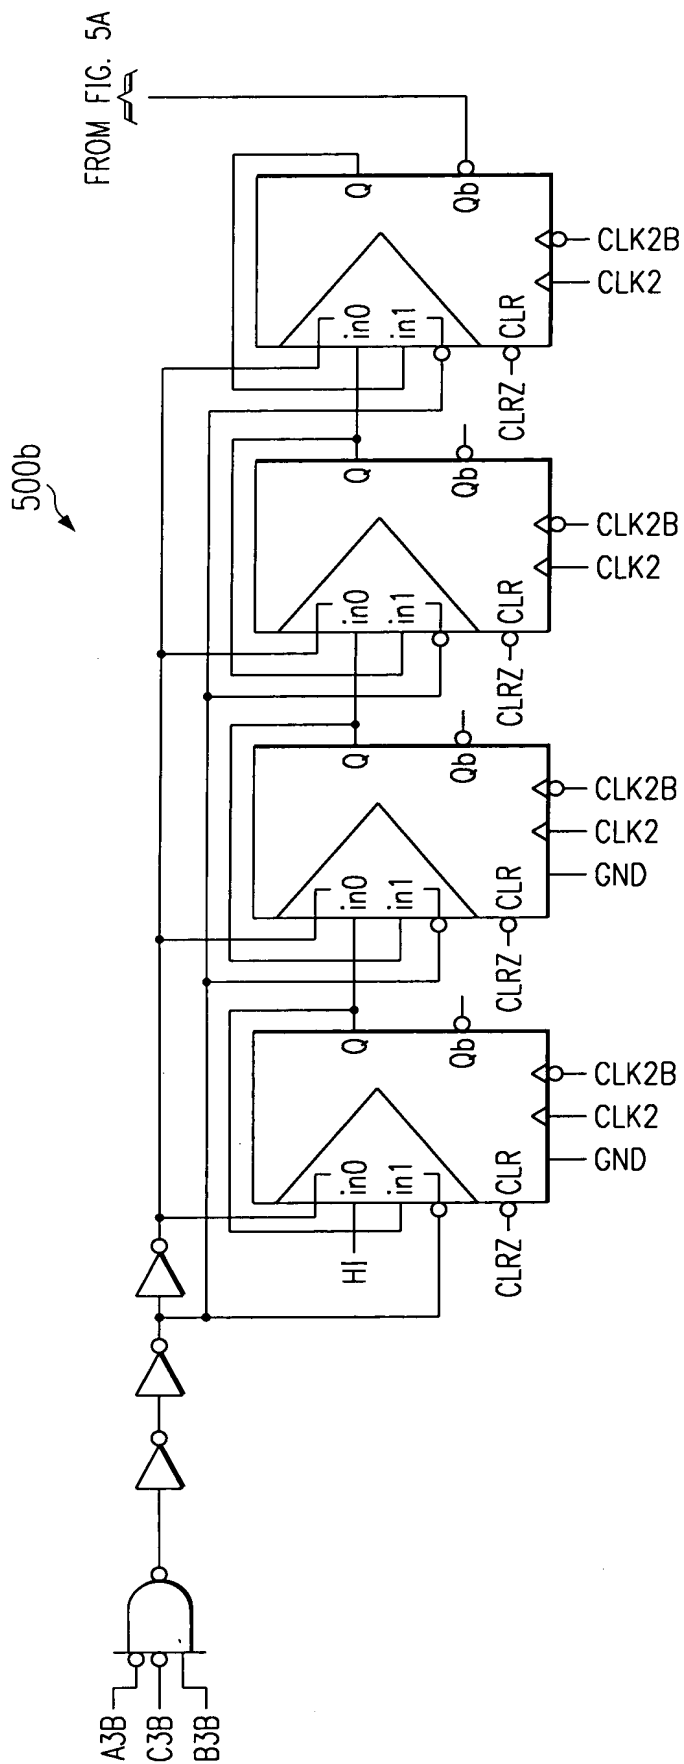 500b
FROM FIG. 5A
A3B
C3B
B3B
HI
in0
in1
Q
Qb
CLRZ
CLR
GND
CLK2
CLK2B
in0
in1
Q
Qb
CLRZ
CLR
GND
CLK2
CLK2B
in0
in1
Q
Qb
CLRZ
CLR
CLK2
CLK2B
in0
in1
Q
Qb
CLRZ
CLR
CLK2
CLK2B